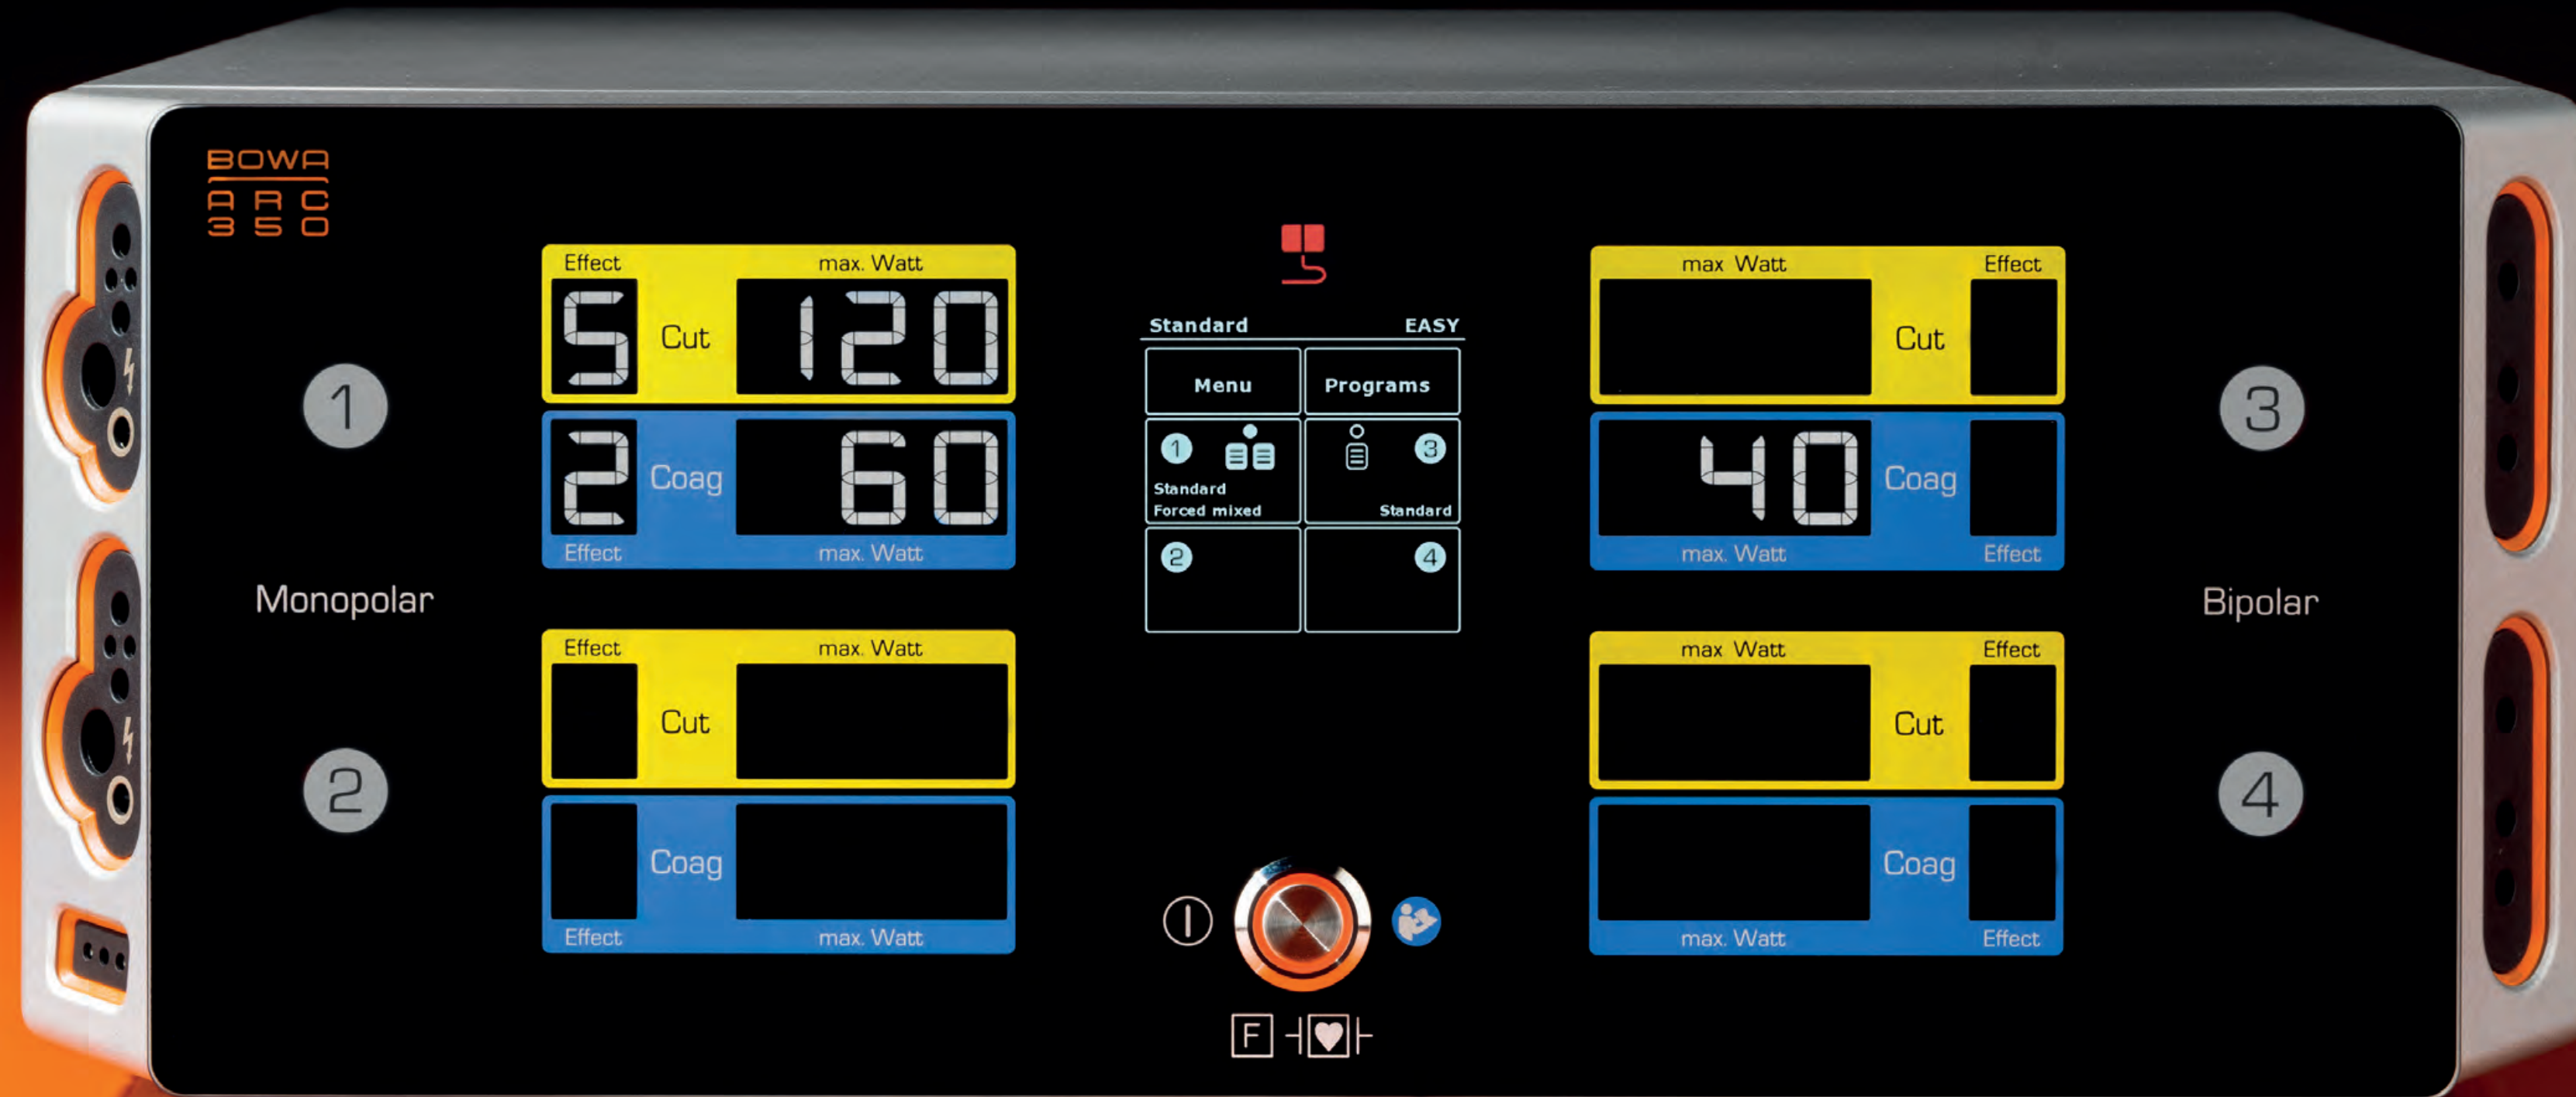 BOWA
ARC
350
1
Monopolar
2
Effect max. Watt
5 Cut 120
2 Coag 60
Effect max. Watt
Effect max. Watt
Cut
Coag
Effect max. Watt
Standard EASY
Menu Programs
1 3
Standard
Forced mixed Standard
2 4
F
max Watt Effect
Cut
40 Coag
max. Watt Effect
max Watt Effect
Cut
Coag
max. Watt Effect
3
Bipolar
4